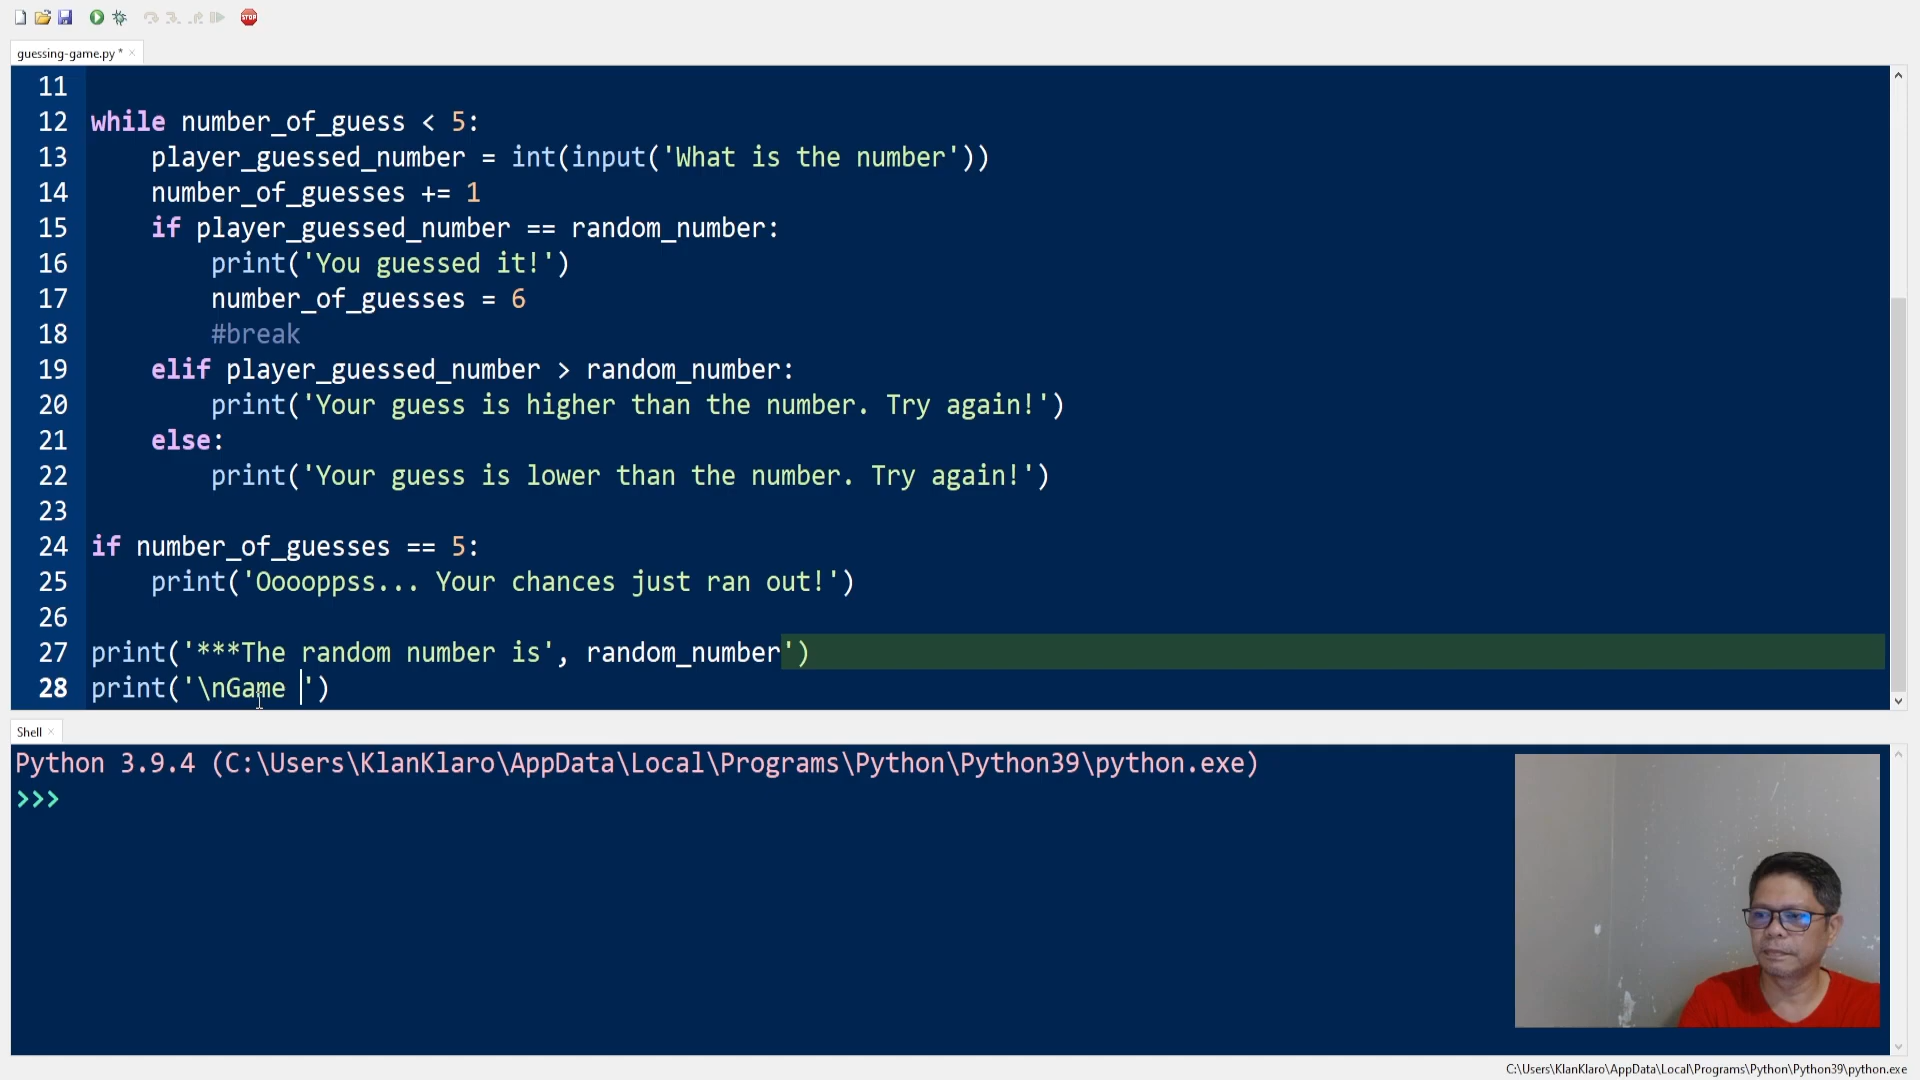 STOP
guessing-game.py *
11
12 while number_of_guess < 5:
13     player_guessed_number = int(input('What is the number'))
14     number_of_guesses += 1
15     if player_guessed_number == random_number:
16         print('You guessed it!')
17         number_of_guesses = 6
18         #break
19     elif player_guessed_number > random_number:
20         print('Your guess is higher than the number. Try again!')
21     else:
22         print('Your guess is lower than the number. Try again!')
23
24 if number_of_guesses == 5:
25     print('Ooooppss... Your chances just ran out!')
26
27 print('***The random number is', random_number')
28 print('\nGame ')
Shell
Python 3.9.4 (C:\Users\KlanKlaro\AppData\Local\Programs\Python\Python39\python.exe)
>>>
C:\Users\KlanKlaro\AppData\Local\Programs\Python\Python39\python.exe